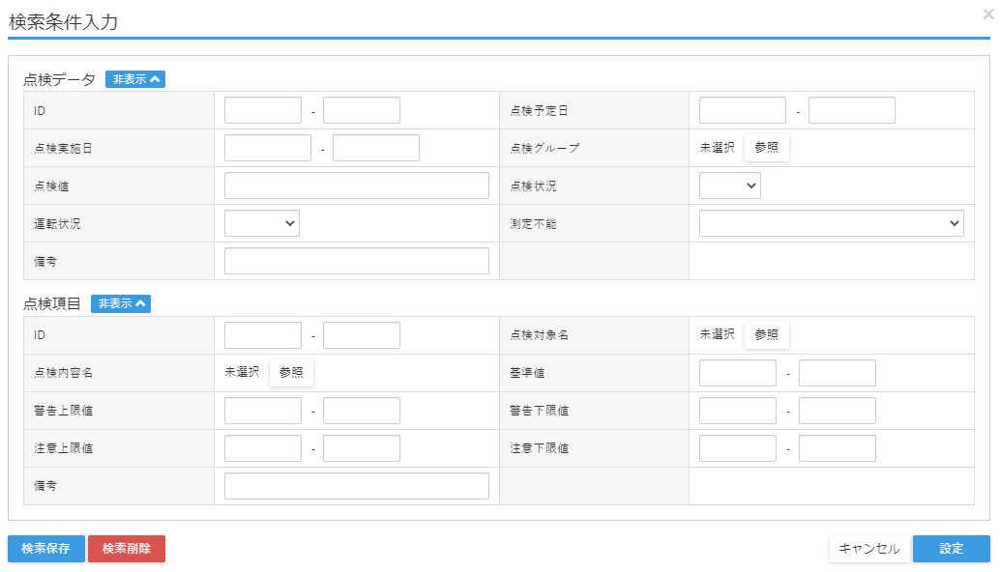 検索条件入力 ×
点検データ 非表示
ID - 点検予定日 -
点検実施日 - 点検グループ 未選択 参照
点検値 点検状況
運転状況 測定不能
備考
点検項目 非表示
ID - 点検対象名 未選択 参照
点検内容名 未選択 参照 基準値 -
警告上限値 - 警告下限値 -
注意上限値 - 注意下限値 -
備考
検索保存 検索削除 キャンセル 設定